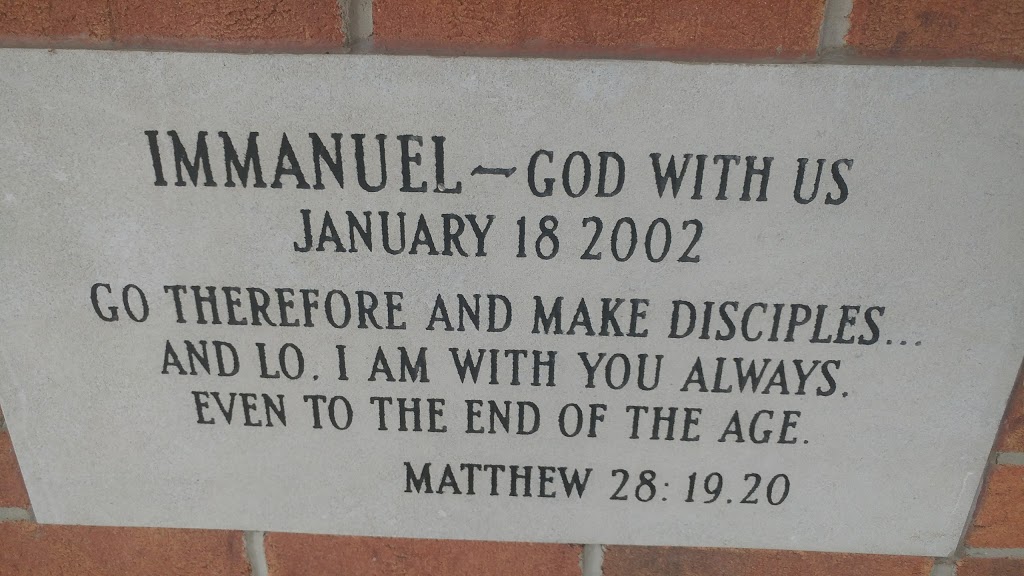 IMMANUEL~GOD WITH US
JANUARY 18 2002
GO THEREFORE AND MAKE DISCIPLES...
AND LO, I AM WITH YOU ALWAYS,
EVEN TO THE END OF THE AGE.
MATTHEW 28:19.20